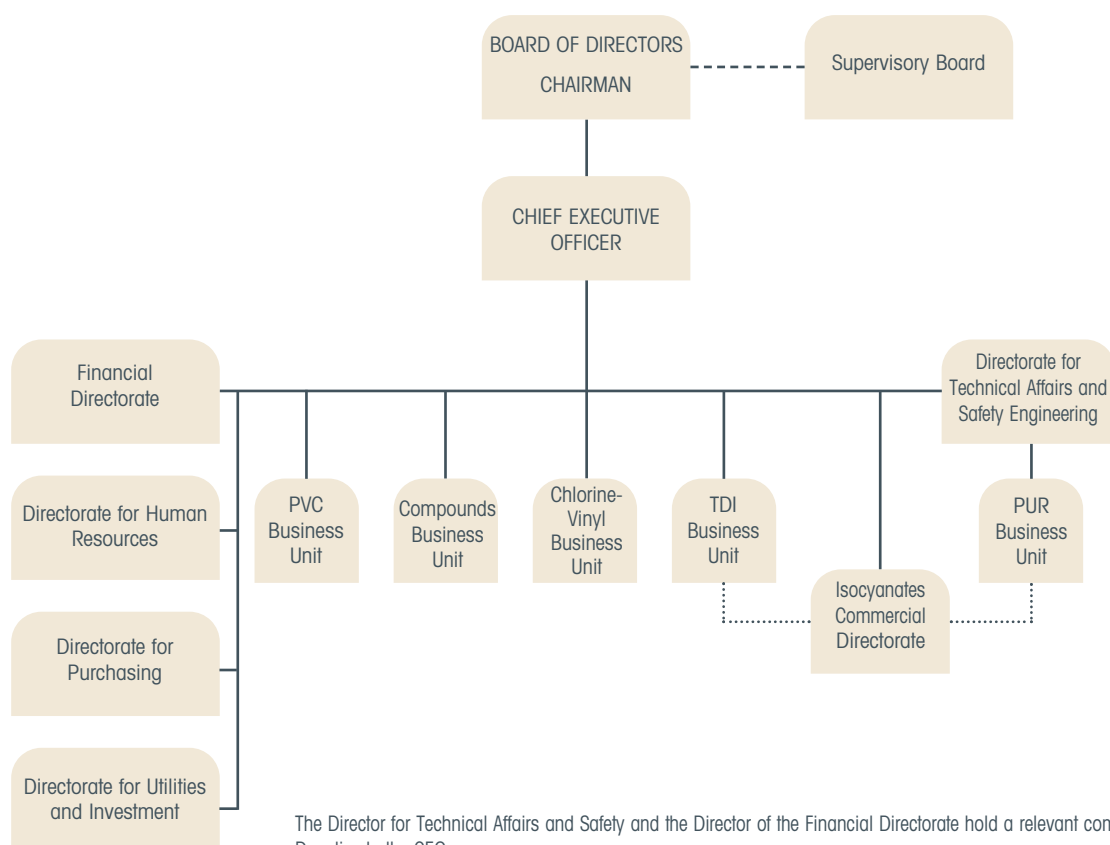 BOARD OF DIRECTORS
CHAIRMAN
Supervisory Board
CHIEF EXECUTIVE
OFFICER
Financial
Directorate
Directorate for
Technical Affairs and
Safety Engineering
Directorate for Human
Resources
PVC
Business
Unit
Compounds
Business
Unit
Chlorine-
Vinyl
Business
Unit
TDI
Business
Unit
PUR
Business
Unit
Isocyanates
Commercial
Directorate
Directorate for
Purchasing
Directorate for Utilities
and Investment
The Director for Technical Affairs and Safety and the Director of the Financial Directorate hold a relevant